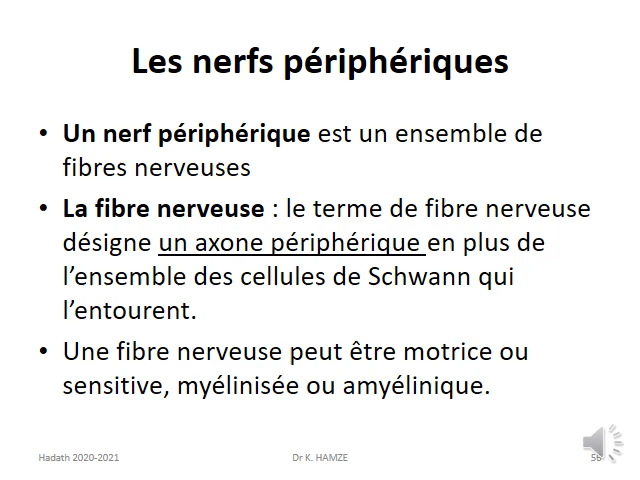 Les nerfs périphériques
• Un nerf périphérique est un ensemble de
fibres nerveuses
• La fibre nerveuse : le terme de fibre nerveuse
désigne un axone périphérique en plus de
l’ensemble des cellules de Schwann qui
l’entourent.
• Une fibre nerveuse peut être motrice ou
sensitive, myélinisée ou amyélinique.
Hadath 2020-2021 Dr K. HAMZE 56